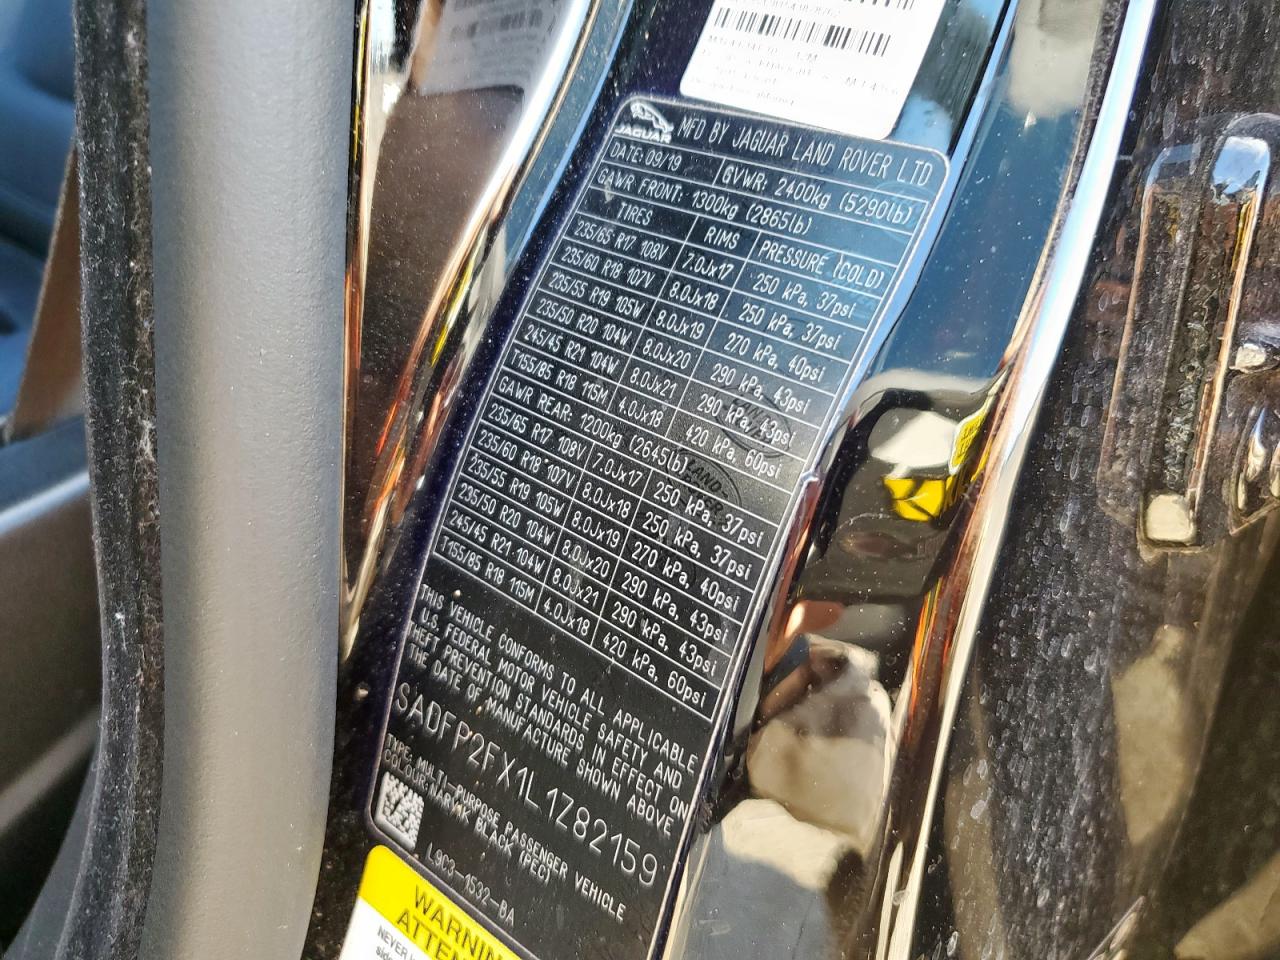 JAGUAR MFD BY JAGUAR LAND ROVER LTD
DATE: 09/19 GVWR: 2400kg (5290lb)
GAWR FRONT: 1300kg (2865lb)
TIRES RIMS PRESSURE (COLD)
235/65 R17 108V 7.0Jx17 250 kPa, 37psi
235/60 R18 107V 8.0Jx18 250 kPa, 37psi
235/55 R19 105W 8.0Jx19 270 kPa, 40psi
235/50 R20 104W 8.0Jx20 290 kPa, 43psi
245/45 R21 104W 8.0Jx21 290 kPa, 43psi
T155/85 R18 115M 4.0Jx18 420 kPa, 60psi
GAWR REAR: 1200kg (2645lb)
235/65 R17 108V 7.0Jx17 250 kPa, 37psi
235/60 R18 107V 8.0Jx18 250 kPa, 37psi
235/55 R19 105W 8.0Jx19 270 kPa, 40psi
235/50 R20 104W 8.0Jx20 290 kPa, 43psi
245/45 R21 104W 8.0Jx21 290 kPa, 43psi
T155/85 R18 115M 4.0Jx18 420 kPa, 60psi
THIS VEHICLE CONFORMS TO ALL APPLICABLE
U.S. FEDERAL MOTOR VEHICLE SAFETY AND
THEFT PREVENTION STANDARDS IN EFFECT ON
THE DATE OF MANUFACTURE SHOWN ABOVE
SADFP2FX1L1Z82159
TYPE: MULTI-PURPOSE PASSENGER VEHICLE
COLOUR:NARVIK BLACK (PEC)
L9C3-1532-BA
WARNING
NEVER